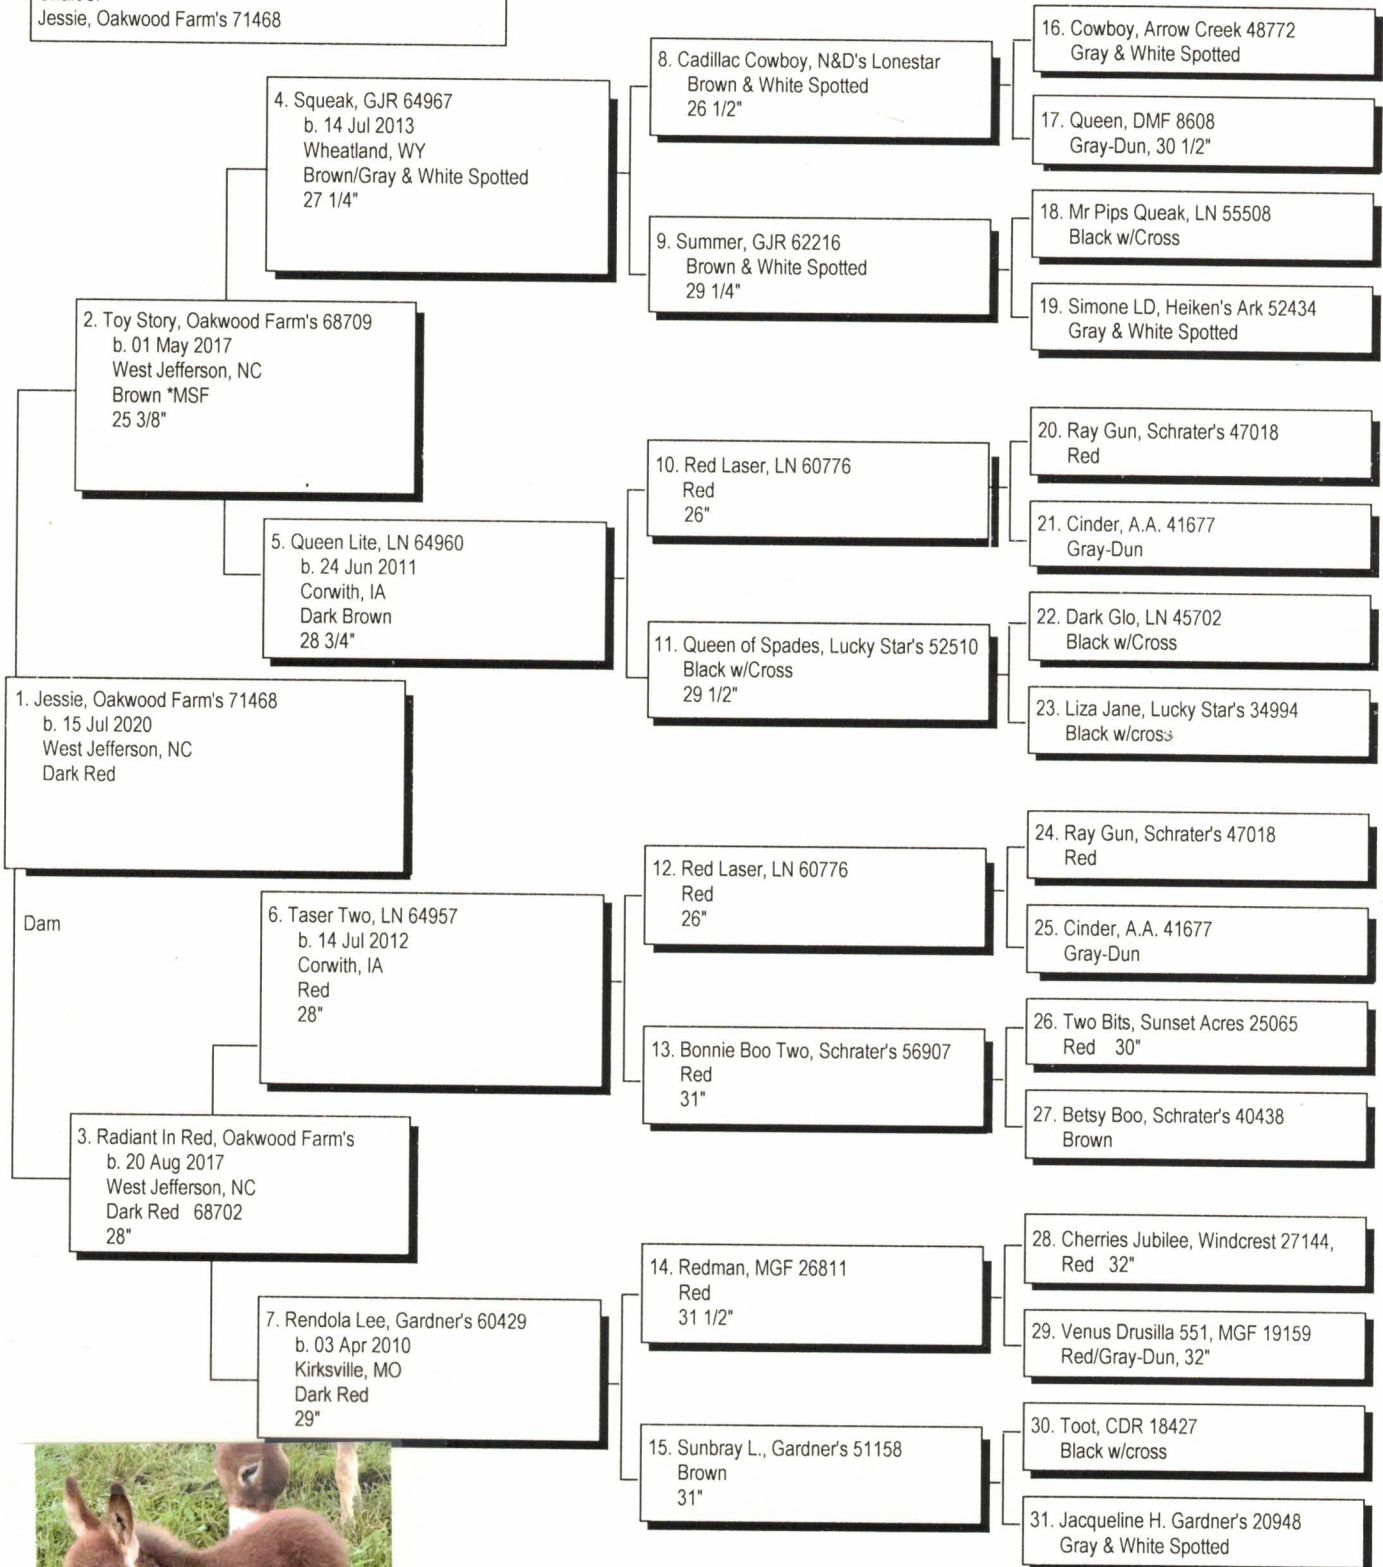 Jessie, Oakwood Farm's 71468
16. Cowboy, Arrow Creek 48772
Gray & White Spotted
8. Cadillac Cowboy, N&D's Lonestar
Brown & White Spotted
26 1/2"
17. Queen, DMF 8608
Gray-Dun, 30 1/2"
4. Squeak, GJR 64967
b. 14 Jul 2013
Wheatland, WY
Brown/Gray & White Spotted
27 1/4"
18. Mr Pips Queak, LN 55508
Black w/Cross
9. Summer, GJR 62216
Brown & White Spotted
29 1/4"
19. Simone LD, Heiken's Ark 52434
Gray & White Spotted
2. Toy Story, Oakwood Farm's 68709
b. 01 May 2017
West Jefferson, NC
Brown *MSF
25 3/8"
20. Ray Gun, Schrater's 47018
Red
10. Red Laser, LN 60776
Red
26"
21. Cinder, A.A. 41677
Gray-Dun
5. Queen Lite, LN 64960
b. 24 Jun 2011
Corwith, IA
Dark Brown
28 3/4"
22. Dark Glo, LN 45702
Black w/Cross
11. Queen of Spades, Lucky Star's 52510
Black w/Cross
29 1/2"
23. Liza Jane, Lucky Star's 34994
Black w/cross
1. Jessie, Oakwood Farm's 71468
b. 15 Jul 2020
West Jefferson, NC
Dark Red
24. Ray Gun, Schrater's 47018
Red
12. Red Laser, LN 60776
Red
26"
25. Cinder, A.A. 41677
Gray-Dun
Dam
6. Taser Two, LN 64957
b. 14 Jul 2012
Corwith, IA
Red
28"
26. Two Bits, Sunset Acres 25065
Red 30"
13. Bonnie Boo Two, Schrater's 56907
Red
31"
27. Betsy Boo, Schrater's 40438
Brown
3. Radiant In Red, Oakwood Farm's
b. 20 Aug 2017
West Jefferson, NC
Dark Red 68702
28"
28. Cherries Jubilee, Windcrest 27144,
Red 32"
14. Redman, MGF 26811
Red
31 1/2"
29. Venus Drusilla 551, MGF 19159
Red/Gray-Dun, 32"
7. Rendola Lee, Gardner's 60429
b. 03 Apr 2010
Kirksville, MO
Dark Red
29"
30. Toot, CDR 18427
Black w/cross
15. Sunbray L., Gardner's 51158
Brown
31"
31. Jacqueline H. Gardner's 20948
Gray & White Spotted